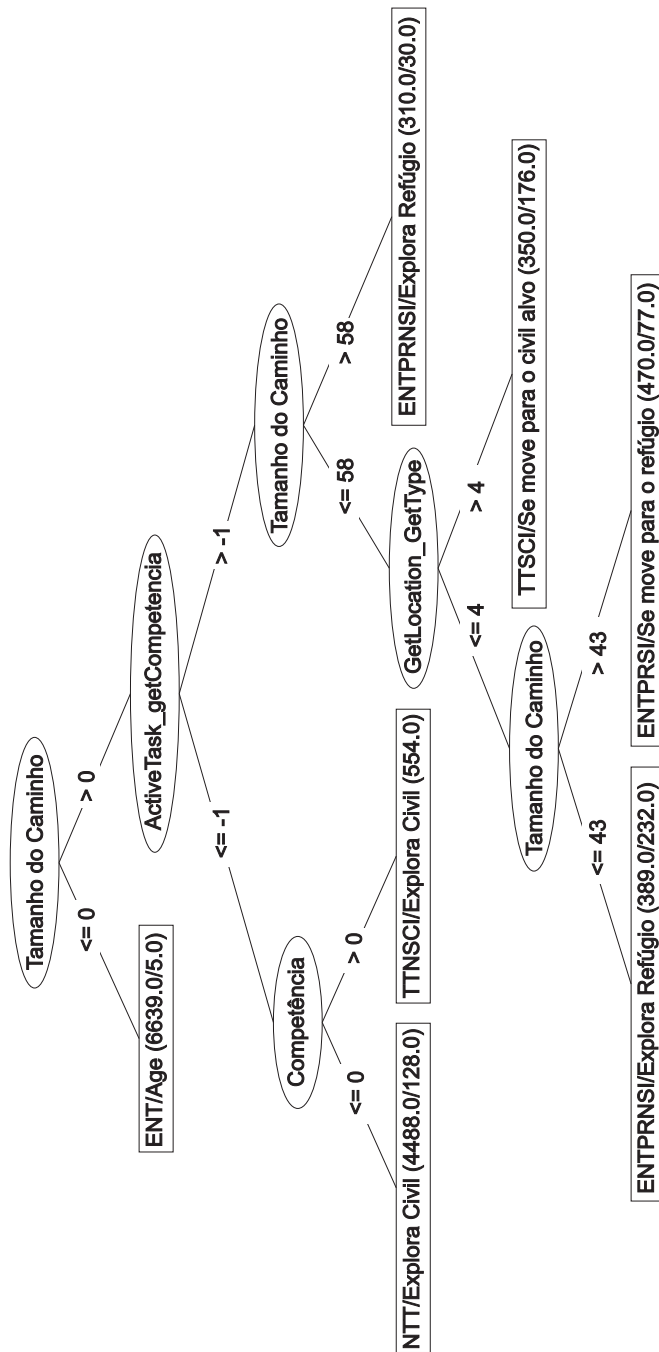 Tamanho do Caminho
<= 0
> 0
ENT/Age (6639.0/5.0)
ActiveTask_getCompetencia
<= -1
> -1
Competência
Tamanho do Caminho
<= 0
> 0
<= 58
> 58
NTT/Explora Civil (4488.0/128.0)
TTNSCI/Explora Civil (554.0)
GetLocation_GetType
ENTPRNSI/Explora Refúgio (310.0/30.0)
<= 4
> 4
Tamanho do Caminho
TTSCI/Se move para o civil alvo (350.0/176.0)
<= 43
> 43
ENTPRNSI/Explora Refúgio (389.0/232.0)
ENTPRSI/Se move para o refúgio (470.0/77.0)